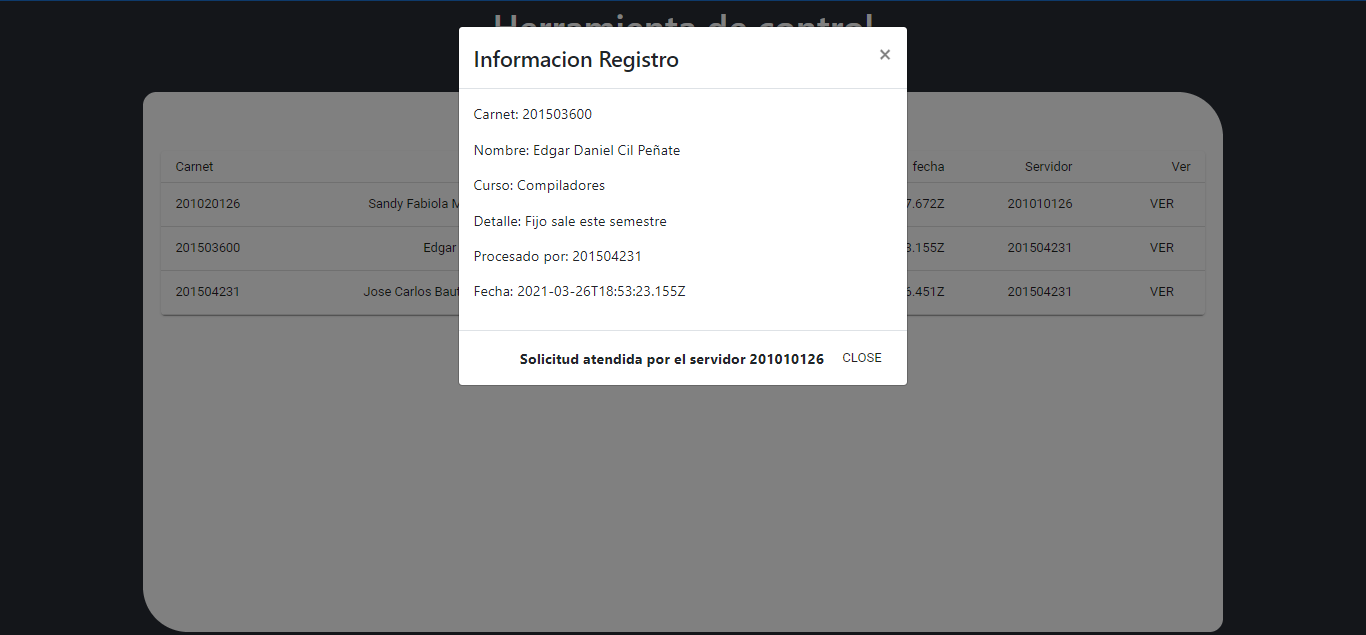 Herramienta de control
Informacion Registro ×
Carnet: 201503600
Nombre: Edgar Daniel Cil Peñate
Curso: Compiladores
Detalle: Fijo sale este semestre
Procesado por: 201504231
Fecha: 2021-03-26T18:53:23.155Z
Solicitud atendida por el servidor 201010126 CLOSE
Carnet fecha Servidor Ver
201020126 Sandy Fabiola 7.672Z 201010126 VER
201503600 Edgar 3.155Z 201504231 VER
201504231 Jose Carlos 6.451Z 201504231 VER